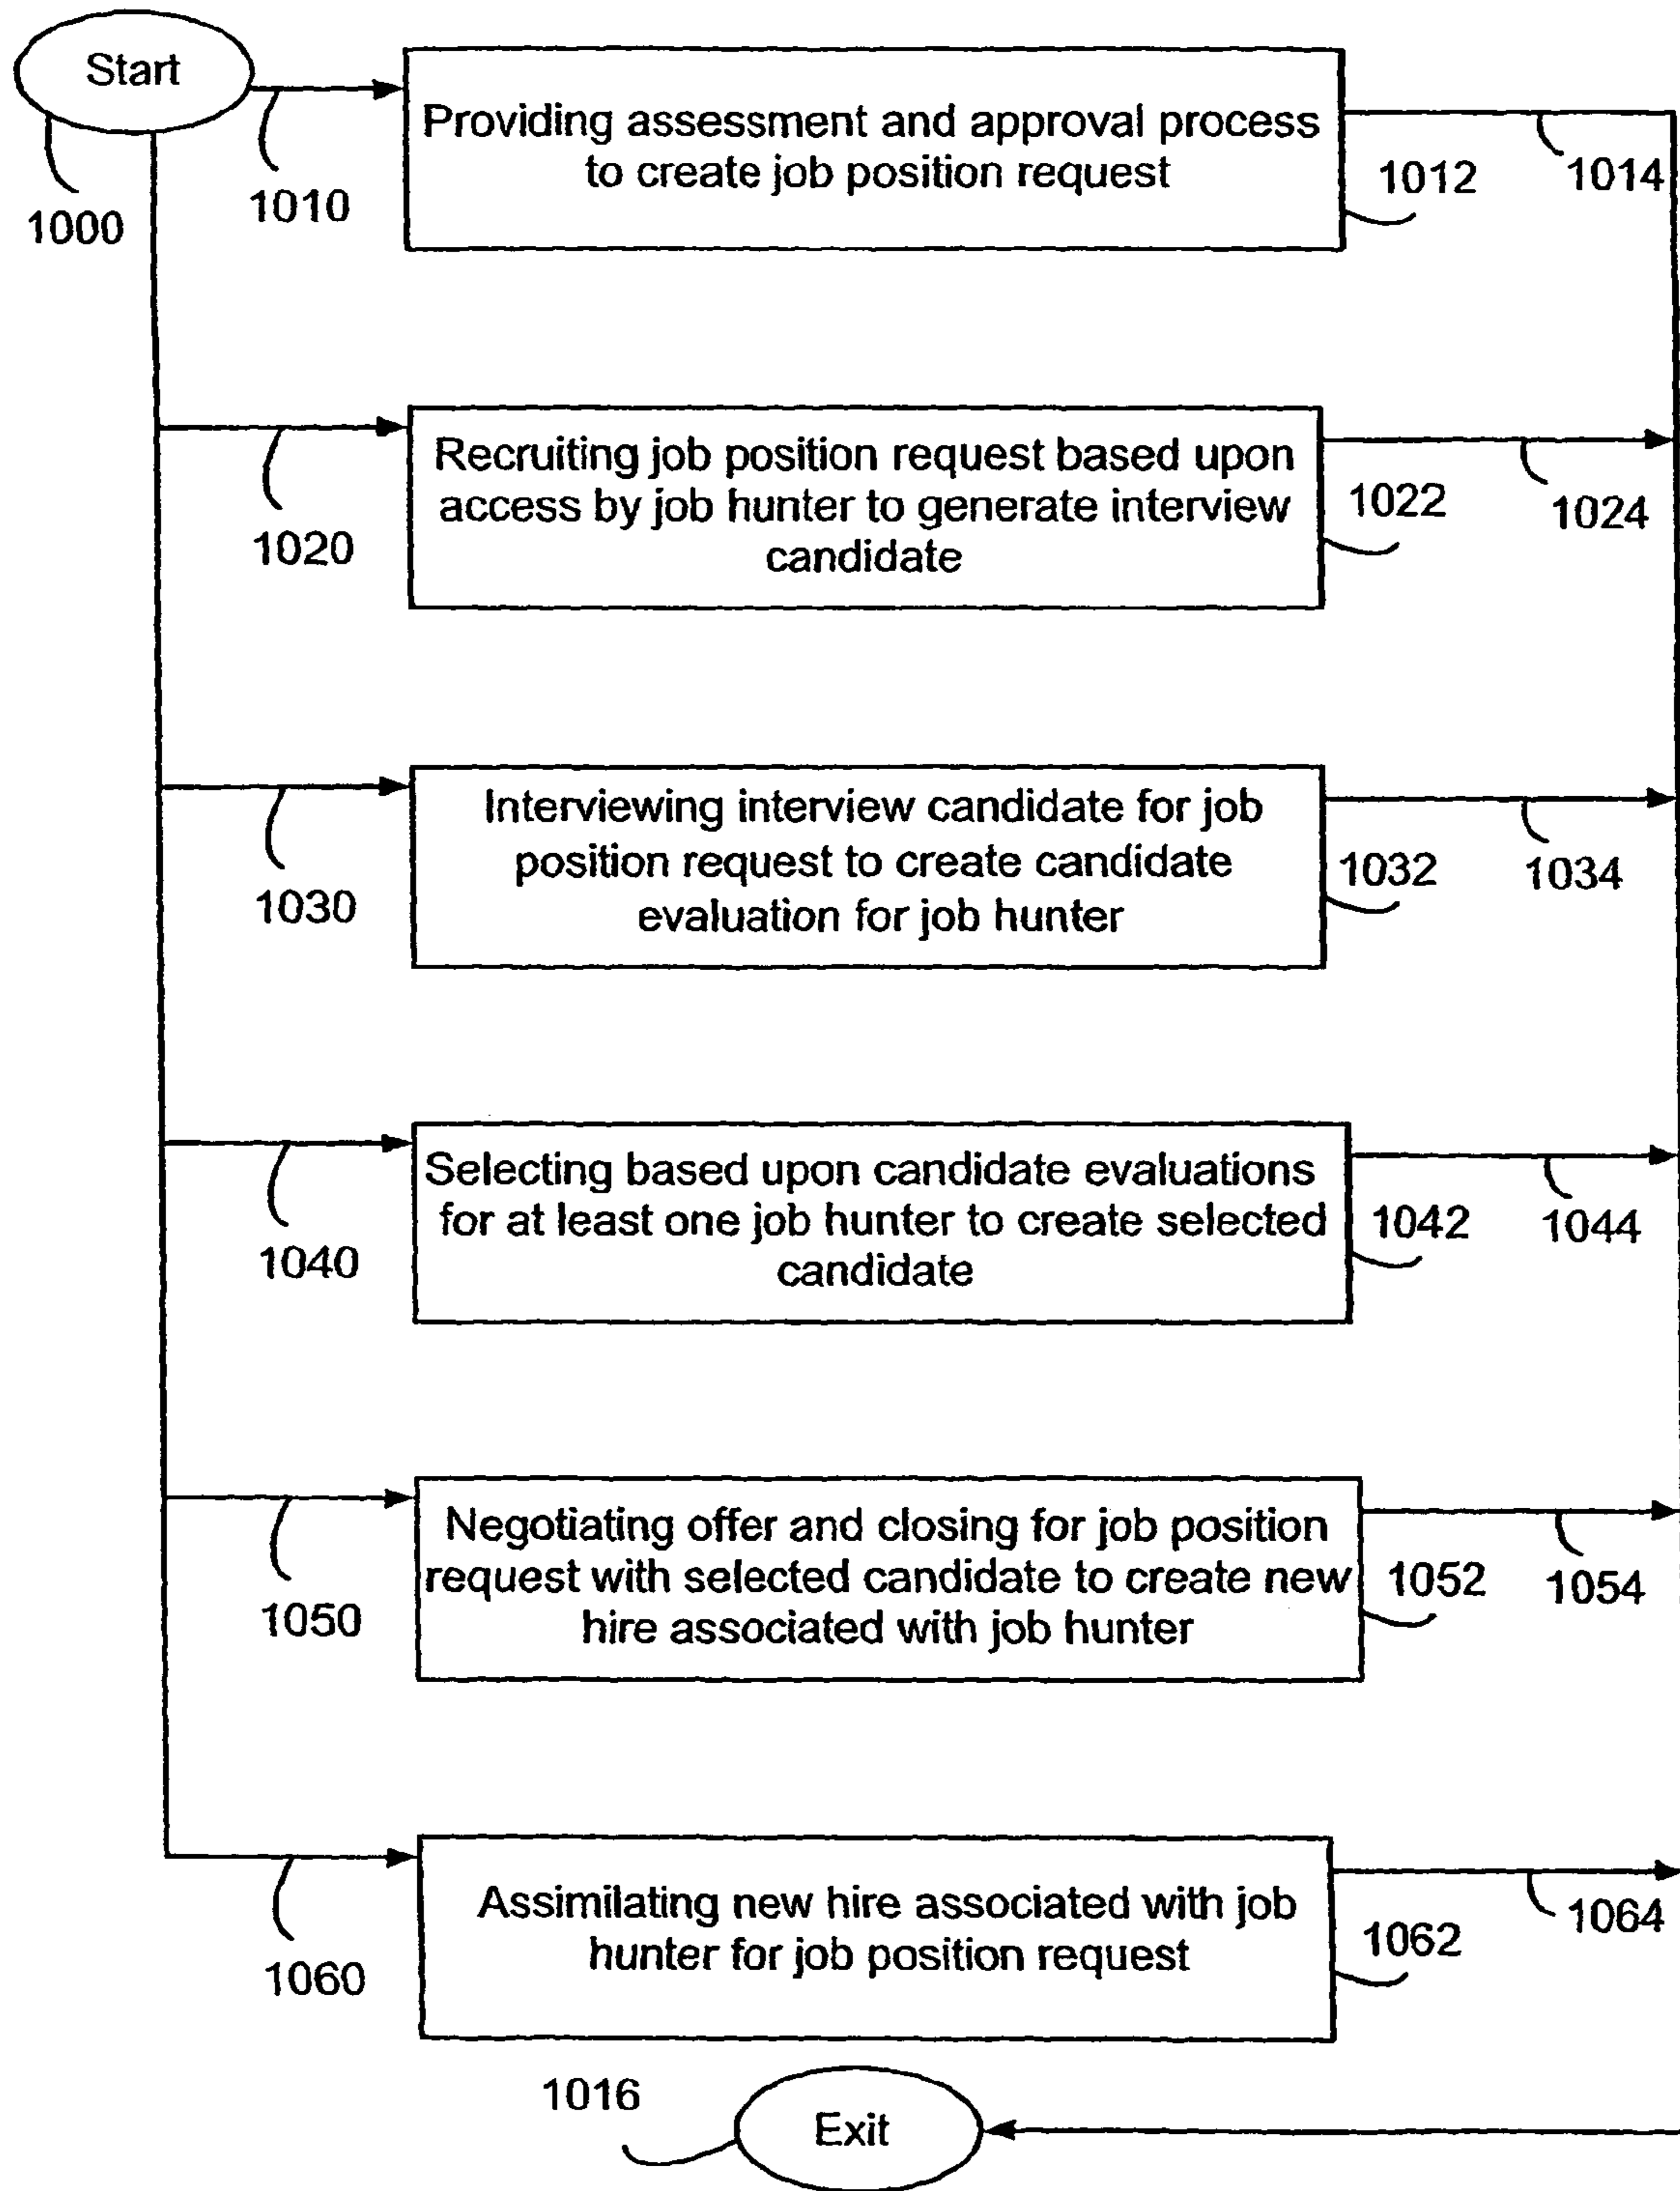 Start
1000
1010
Providing assessment and approval process
to create job position request
1012
1014
1020
Recruiting job position request based upon
access by job hunter to generate interview
candidate
1022
1024
1030
Interviewing interview candidate for job
position request to create candidate
evaluation for job hunter
1032
1034
1040
Selecting based upon candidate evaluations
for at least one job hunter to create selected
candidate
1042
1044
1050
Negotiating offer and closing for job position
request with selected candidate to create new
hire associated with job hunter
1052
1054
1060
Assimilating new hire associated with job
hunter for job position request
1062
1064
1016
Exit